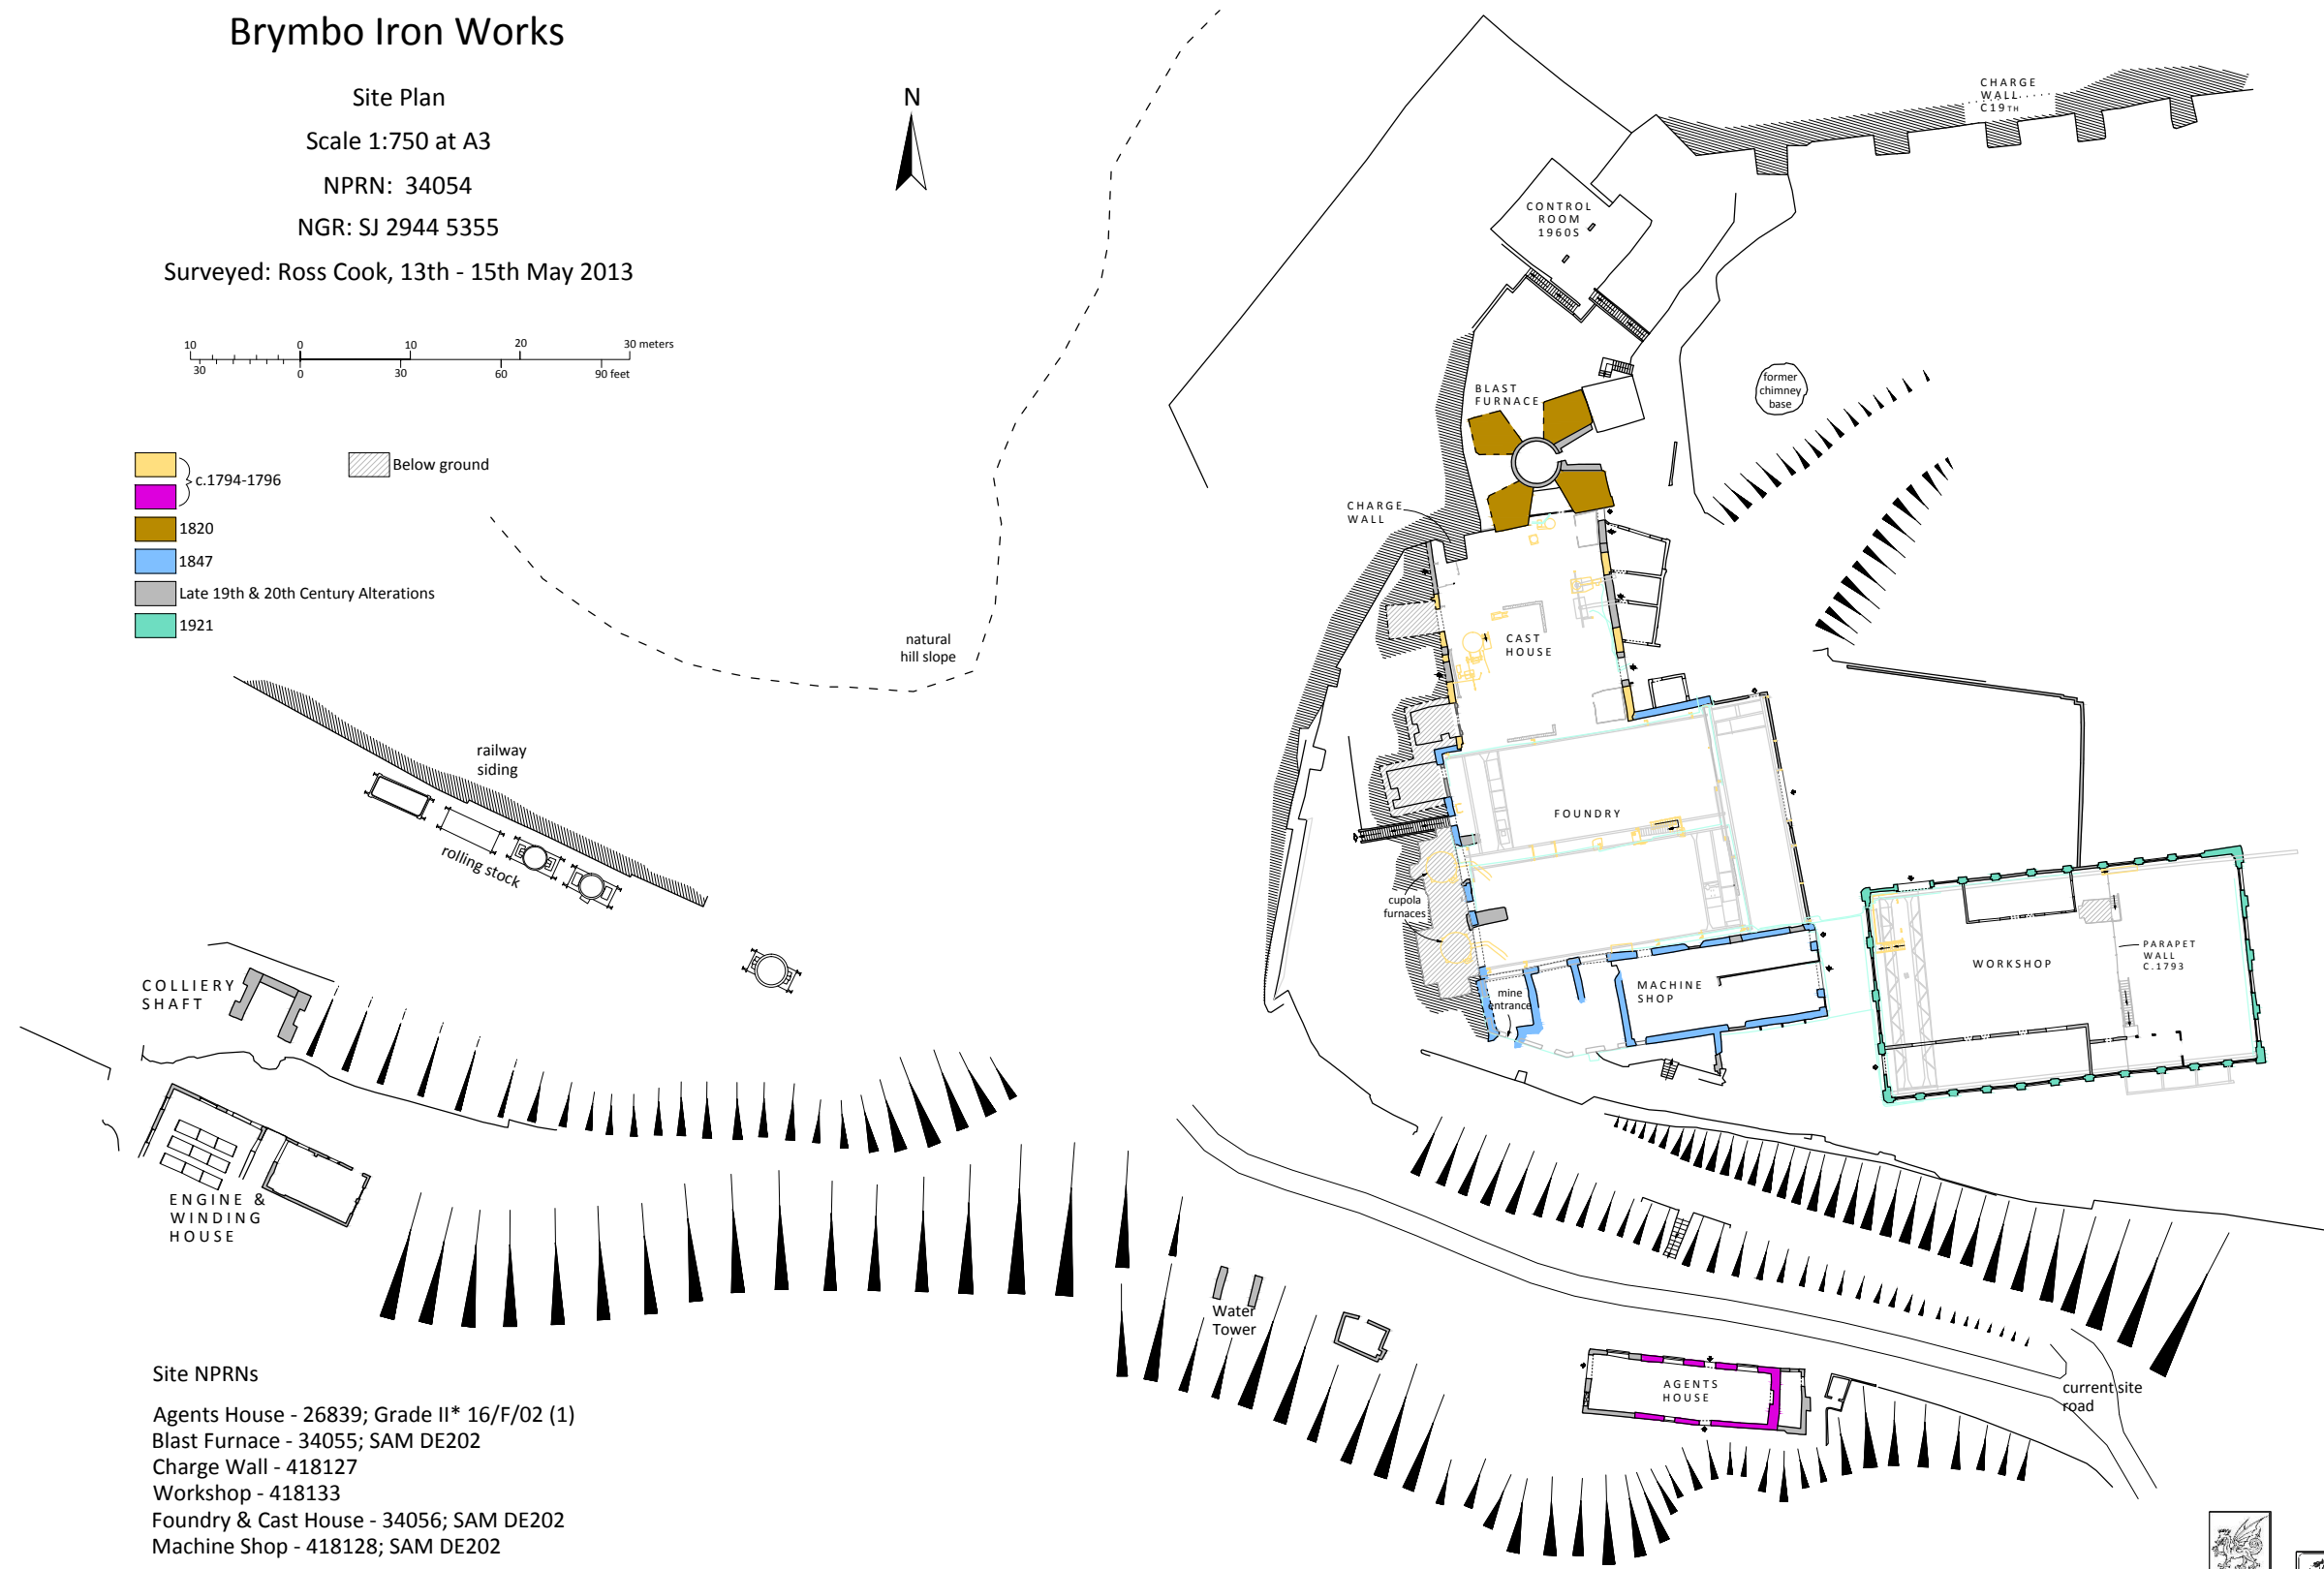 Brymbo Iron Works
Site Plan
Scale 1:750 at A3
NPRN: 34054
NGR: SJ 2944 5355
Surveyed: Ross Cook, 13th - 15th May 2013
N
10 0 10 20 30 meters
30 0 30 60 90 feet
c.1794-1796
Below ground
1820
1847
Late 19th & 20th Century Alterations
1921
natural
hill slope
railway
siding
rolling stock
COLLIERY
SHAFT
ENGINE &
WINDING
HOUSE
CHARGE
WALL
C19TH
CONTROL
ROOM
1960S
BLAST
FURNACE
former
chimney
base
CHARGE
WALL
CAST
HOUSE
FOUNDRY
cupola
furnaces
mine
entrance
MACHINE
SHOP
WORKSHOP
PARAPET
WALL
C.1793
Water
Tower
AGENTS
HOUSE
current site
road
Site NPRNs
Agents House - 26839; Grade II* 16/F/02 (1)
Blast Furnace - 34055; SAM DE202
Charge Wall - 418127
Workshop - 418133
Foundry & Cast House - 34056; SAM DE202
Machine Shop - 418128; SAM DE202